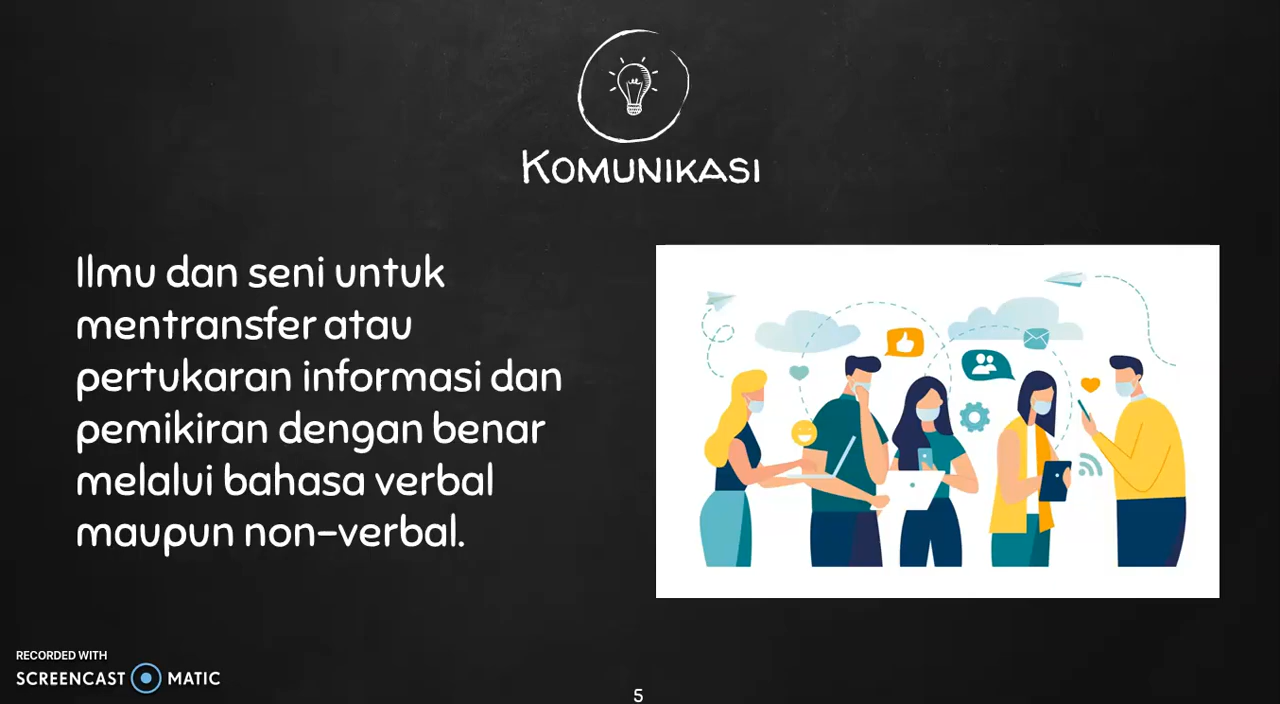 Komunikasi
Ilmu dan seni untuk
mentransfer atau
pertukaran informasi dan
pemikiran dengan benar
melalui bahasa verbal
maupun non-verbal.
RECORDED WITH
SCREENCAST MATIC
5